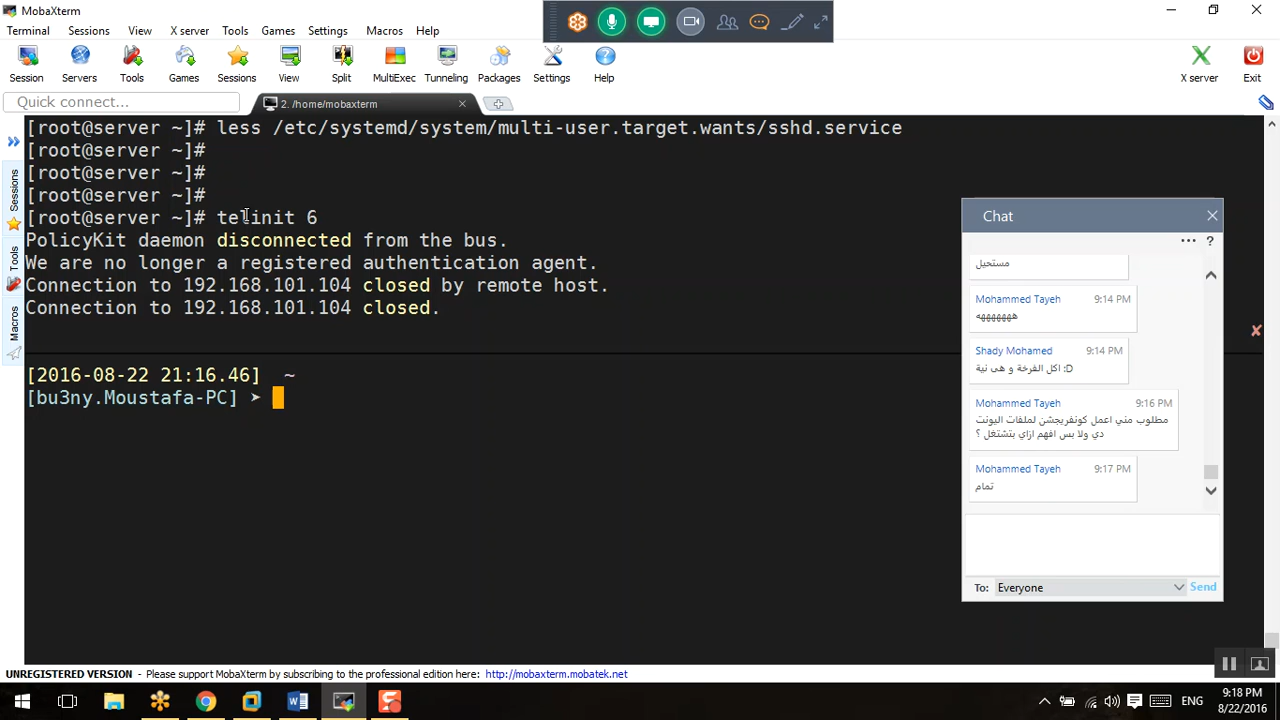 MobaXterm
Terminal Sessions View X server Tools Games Settings Macros Help
Session Servers Tools Games Sessions View Split MultiExec Tunneling Packages Settings Help X server Exit
Quick connect...
2. /home/mobaxterm
[root@server ~]# less /etc/systemd/system/multi-user.target.wants/sshd.service
[root@server ~]#
[root@server ~]#
[root@server ~]#
[root@server ~]# telinit 6
PolicyKit daemon disconnected from the bus.
We are no longer a registered authentication agent.
Connection to 192.168.101.104 closed by remote host.
Connection to 192.168.101.104 closed.
[2016-08-22 21:16.46] ~
[bu3ny.Moustafa-PC] ➤
Sessions
Tools
Macros
Chat
... ?
مستحيل
Mohammed Tayeh 9:14 PM
هههههههه
Shady Mohamed 9:14 PM
اكل الفرخة و هى نية :D
Mohammed Tayeh 9:16 PM
مطلوب مني اعمل كونفريجشن لملفات اليونت
دي ولا بس افهم ازاي بتشتغل ؟
Mohammed Tayeh 9:17 PM
تمام
To: Everyone Send
UNREGISTERED VERSION - Please support MobaXterm by subscribing to the professional edition here: http://mobaxterm.mobatek.net
ENG
9:18 PM
8/22/2016